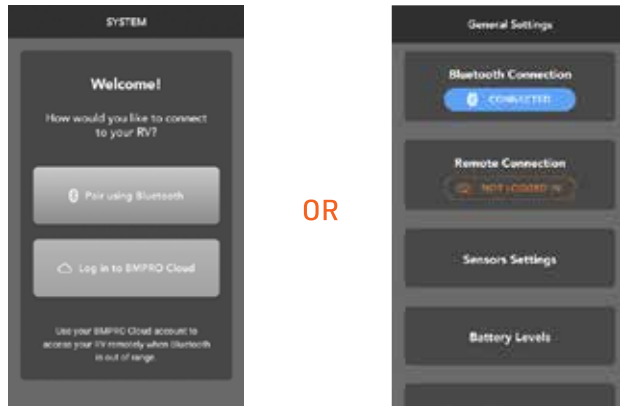 SYSTEM
Welcome!
How would you like to connect
to your RV?
Pair using Bluetooth
Log in to BMPRO Cloud
Use your BMPRO Cloud account to
access your RV remotely when Bluetooth
is out of range.
OR
General Settings
Bluetooth Connection
CONNECTED
Remote Connection
NOT LOGGED IN
Sensors Settings
Battery Levels